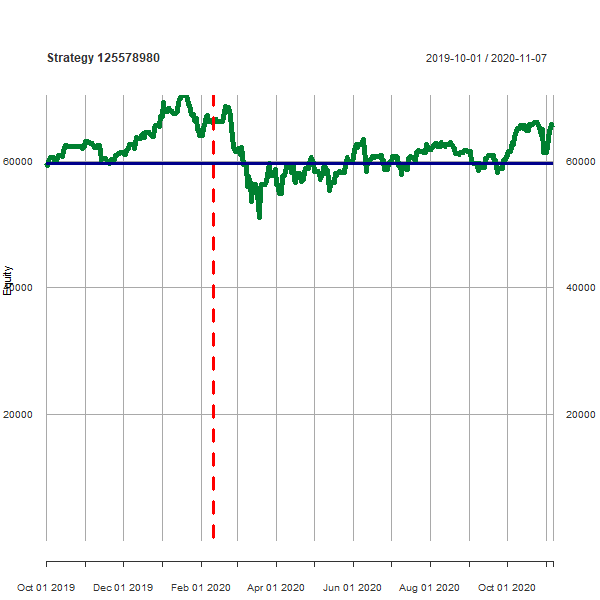 Strategy 125578980
2019-10-01 / 2020-11-07
60000
60000
Equity
40000
40000
20000
20000
Oct 01 2019
Dec 01 2019
Feb 01 2020
Apr 01 2020
Jun 01 2020
Aug 01 2020
Oct 01 2020